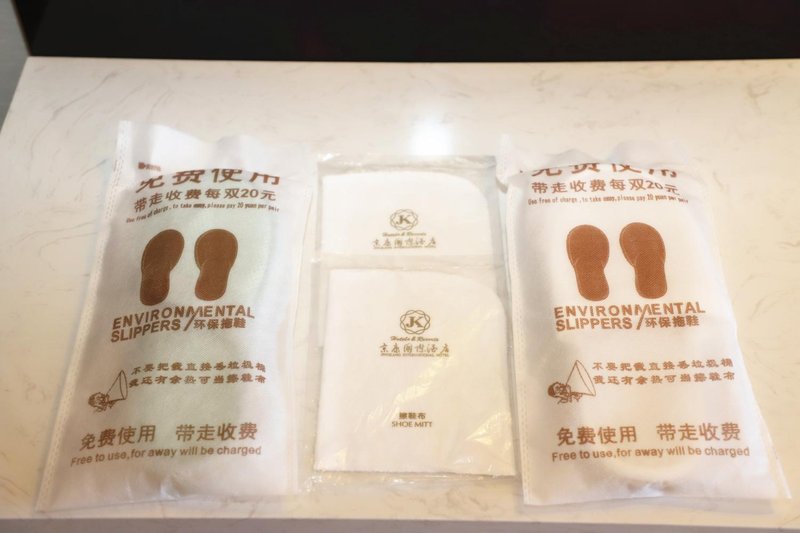 免费使用
带走收费每双20元
Use free of charge, to take away, please pay 20 yuan per pair
ENVIRONMENTAL
SLIPPERS/环保拖鞋
不要把我直接丢垃圾桶
我还有余热可当擦鞋布
免费使用 带走收费
Free to use, for away will be charged
JK
Hotels & Resorts
京康国际酒店
JK
Hotels & Resorts
京康国际酒店
JINGKANG INTERNATIONAL HOTEL
擦鞋布
SHOE MITT
免费使用
带走收费每双20元
Use free of charge, to take away, please pay 20 yuan per pair
ENVIRONMENTAL
SLIPPERS/环保拖鞋
不要把我直接丢垃圾桶
我还有余热可当擦鞋布
免费使用 带走收费
Free to use, for away will be charged